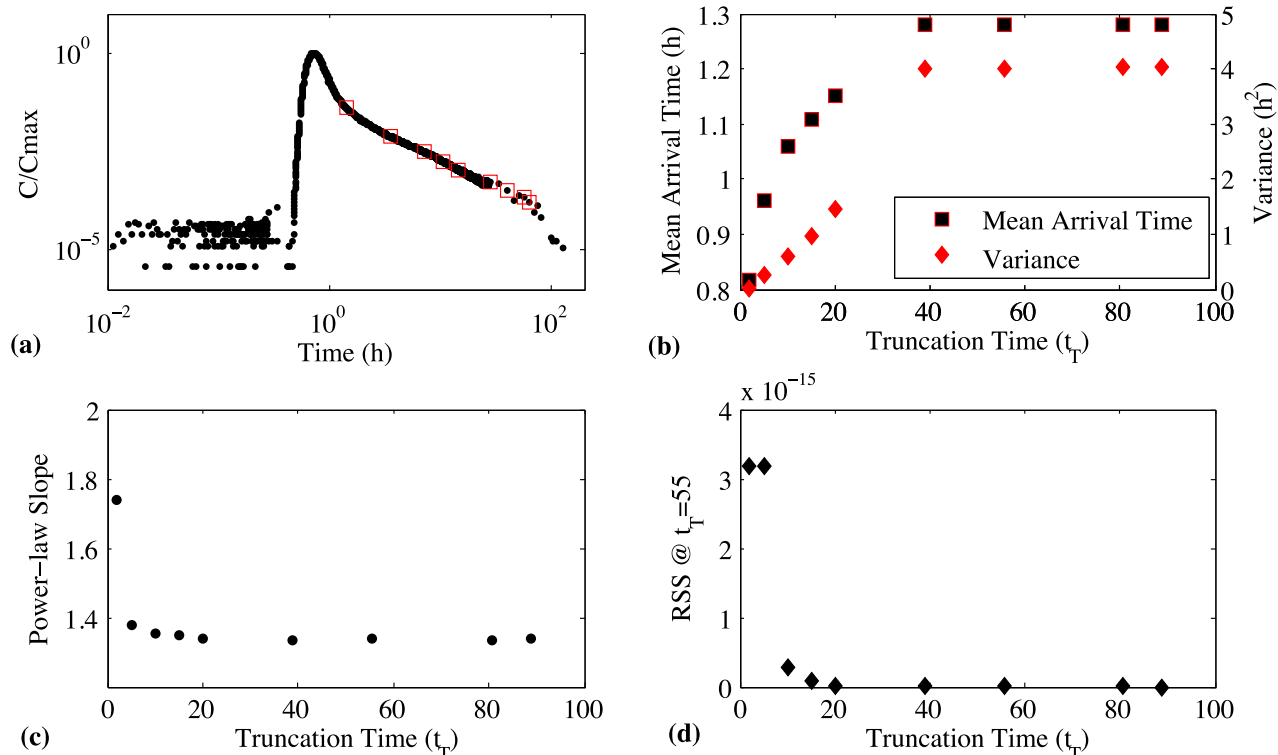 10^0
10^-5
C/Cmax
10^-2
10^0
10^2
Time (h)
(a)
1.3
1.2
1.1
1
0.9
0.8
Mean Arrival Time (h)
5
4
3
2
1
0
Variance (h^2)
Mean Arrival Time
Variance
0
20
40
60
80
100
Truncation Time (t_T)
(b)
2
1.8
1.6
1.4
Power-law Slope
0
20
40
60
80
100
Truncation Time (t_T)
(c)
x 10^-15
4
3
2
1
0
RSS @ t_T=55
0
20
40
60
80
100
Truncation Time (t_T)
(d)